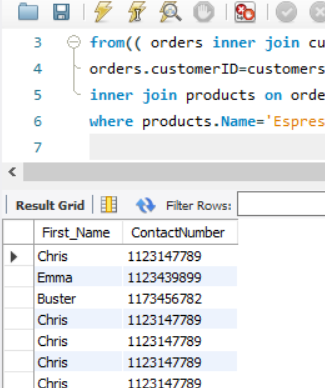 3 from(( orders inner join cu
4 orders.customerID=customers
5 inner join products on orde
6 where products.Name='Espres
7
Result Grid Filter Rows:
First_Name ContactNumber
Chris 1123147789
Emma 1123439899
Buster 1173456782
Chris 1123147789
Chris 1123147789
Chris 1123147789
Chris 1123147789